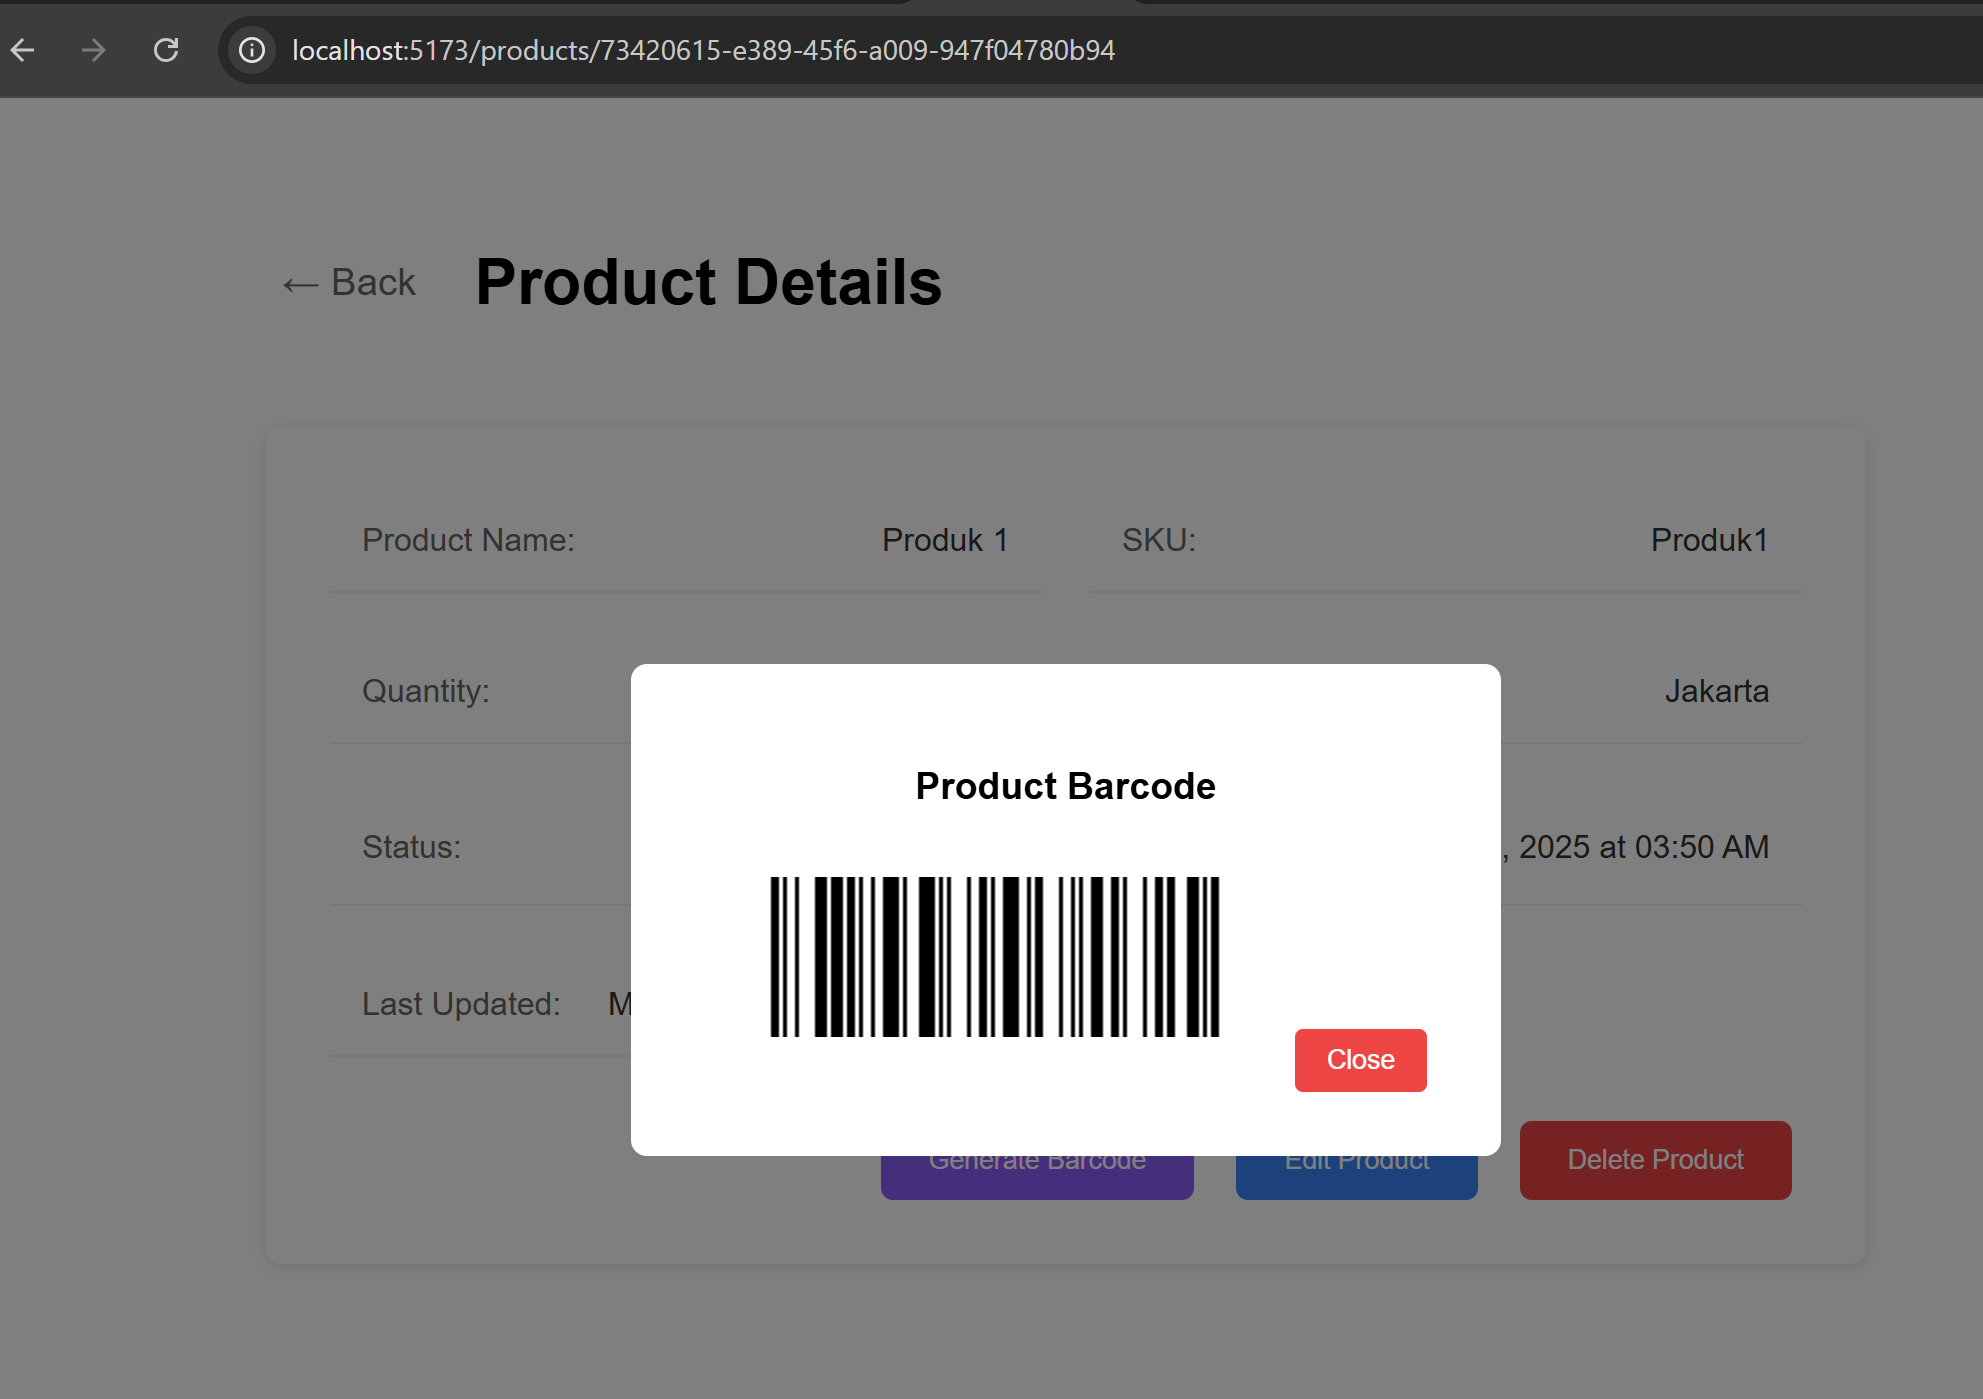 localhost:5173/products/73420615-e389-45f6-a009-947f04780b94
← Back Product Details
Product Name: Produk 1 SKU: Produk1
Quantity: Jakarta
Product Barcode
Status: , 2025 at 03:50 AM
Last Updated: M
Close
Generate Barcode Edit Product Delete Product